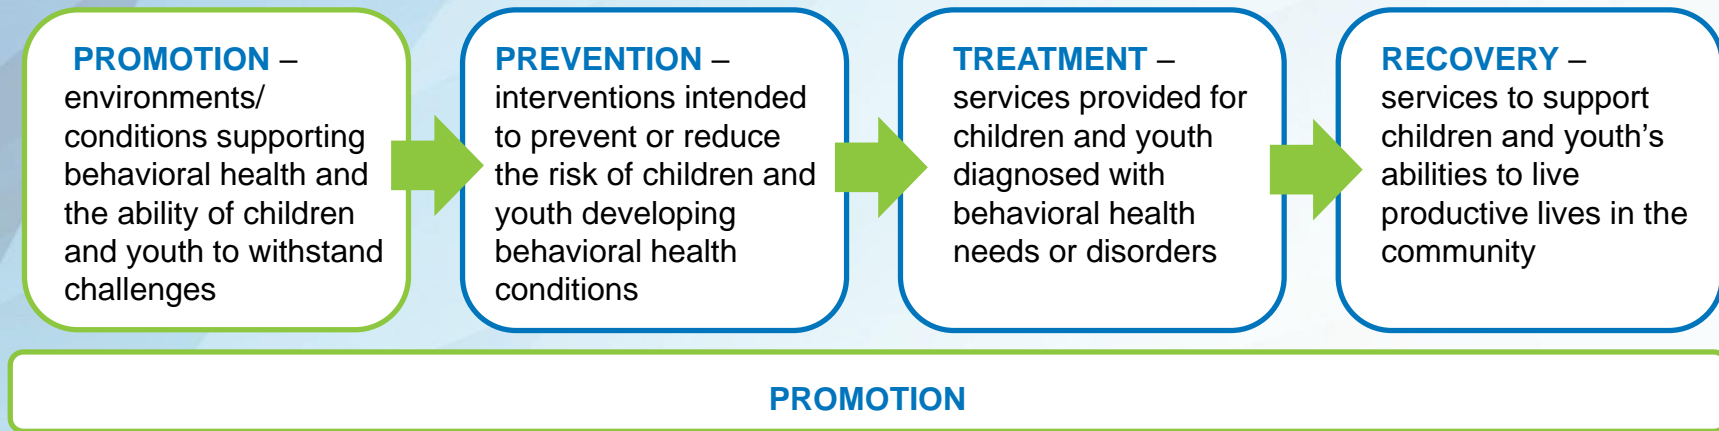 PROMOTION –
environments/
conditions supporting
behavioral health and
the ability of children
and youth to withstand
challenges
PREVENTION –
interventions intended
to prevent or reduce
the risk of children and
youth developing
behavioral health
conditions
TREATMENT –
services provided for
children and youth
diagnosed with
behavioral health
needs or disorders
RECOVERY –
services to support
children and youth’s
abilities to live
productive lives in the
community
PROMOTION